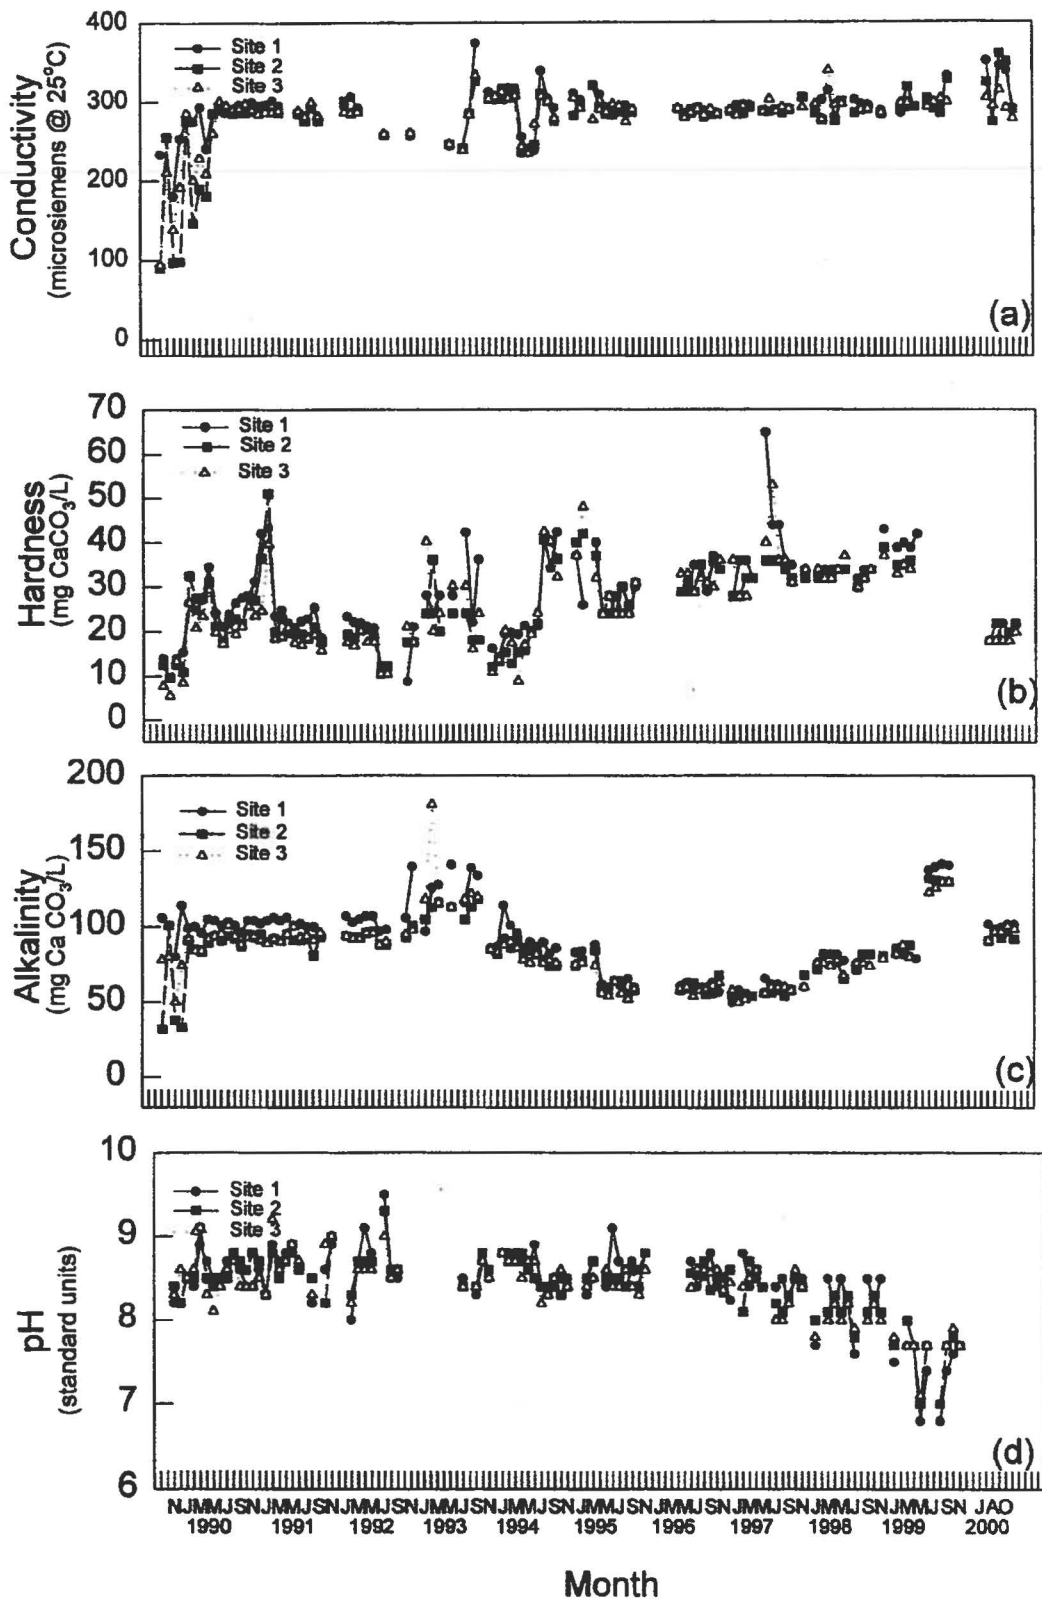 400
300
200
100
0
Conductivity
(microsiemens @ 25°C)
Site 1
Site 2
Site 3
(a)
70
60
50
40
30
20
10
0
Hardness
(mg CaCO₃/L)
Site 1
Site 2
Site 3
(b)
200
150
100
50
0
Alkalinity
(mg Ca CO₃/L)
Site 1
Site 2
Site 3
(c)
10
9
8
7
6
pH
(standard units)
Site 1
Site 2
Site 3
(d)
NJMMJSNJMMJSN JMMJSNJMMJSNJMMJSNJMMJSNJMMJSNJMMJSN JMMJSNJMMJSN JAO
1990 1991 1992 1993 1994 1995 1996 1997 1998 1999 2000
Month